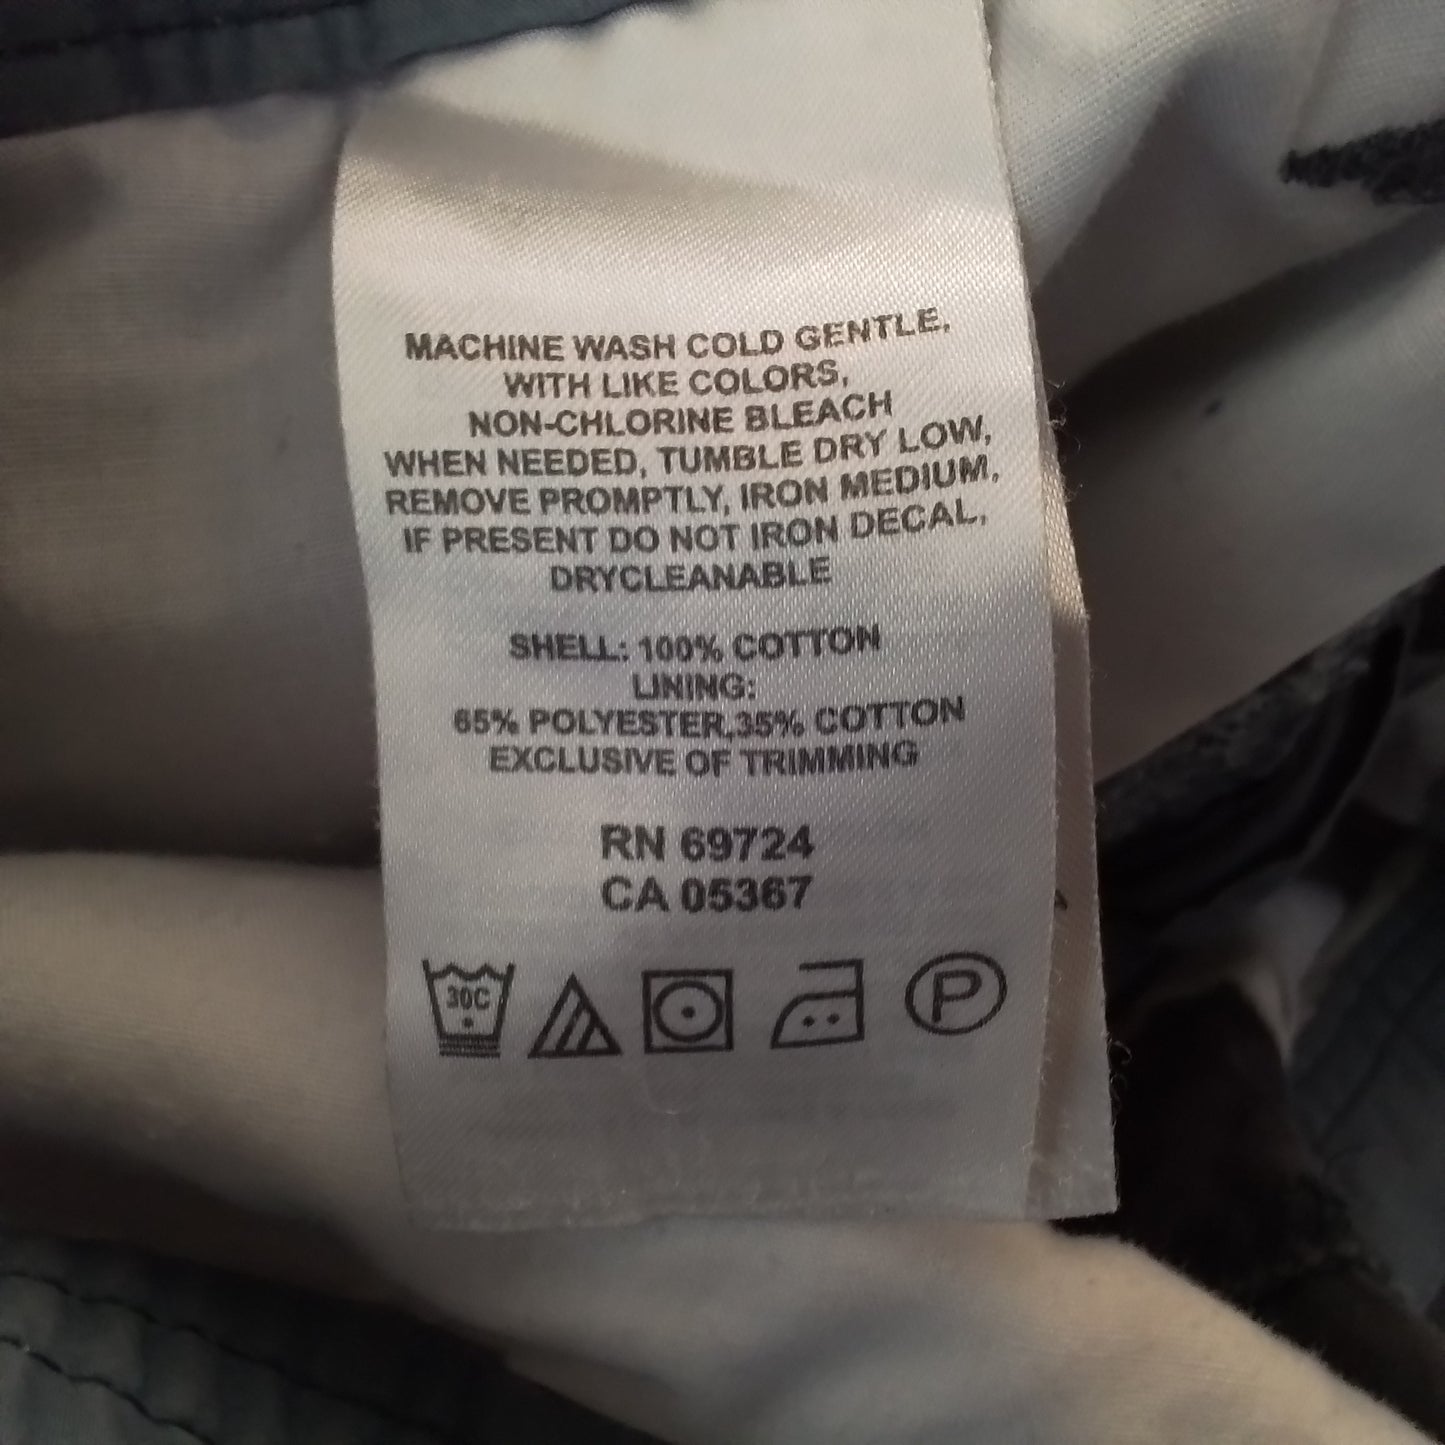 MACHINE WASH COLD GENTLE,
WITH LIKE COLORS,
NON-CHLORINE BLEACH
WHEN NEEDED, TUMBLE DRY LOW,
REMOVE PROMPTLY, IRON MEDIUM,
IF PRESENT DO NOT IRON DECAL,
DRYCLEANABLE
SHELL: 100% COTTON
LINING:
65% POLYESTER,35% COTTON
EXCLUSIVE OF TRIMMING
RN 69724
CA 05367
30C P